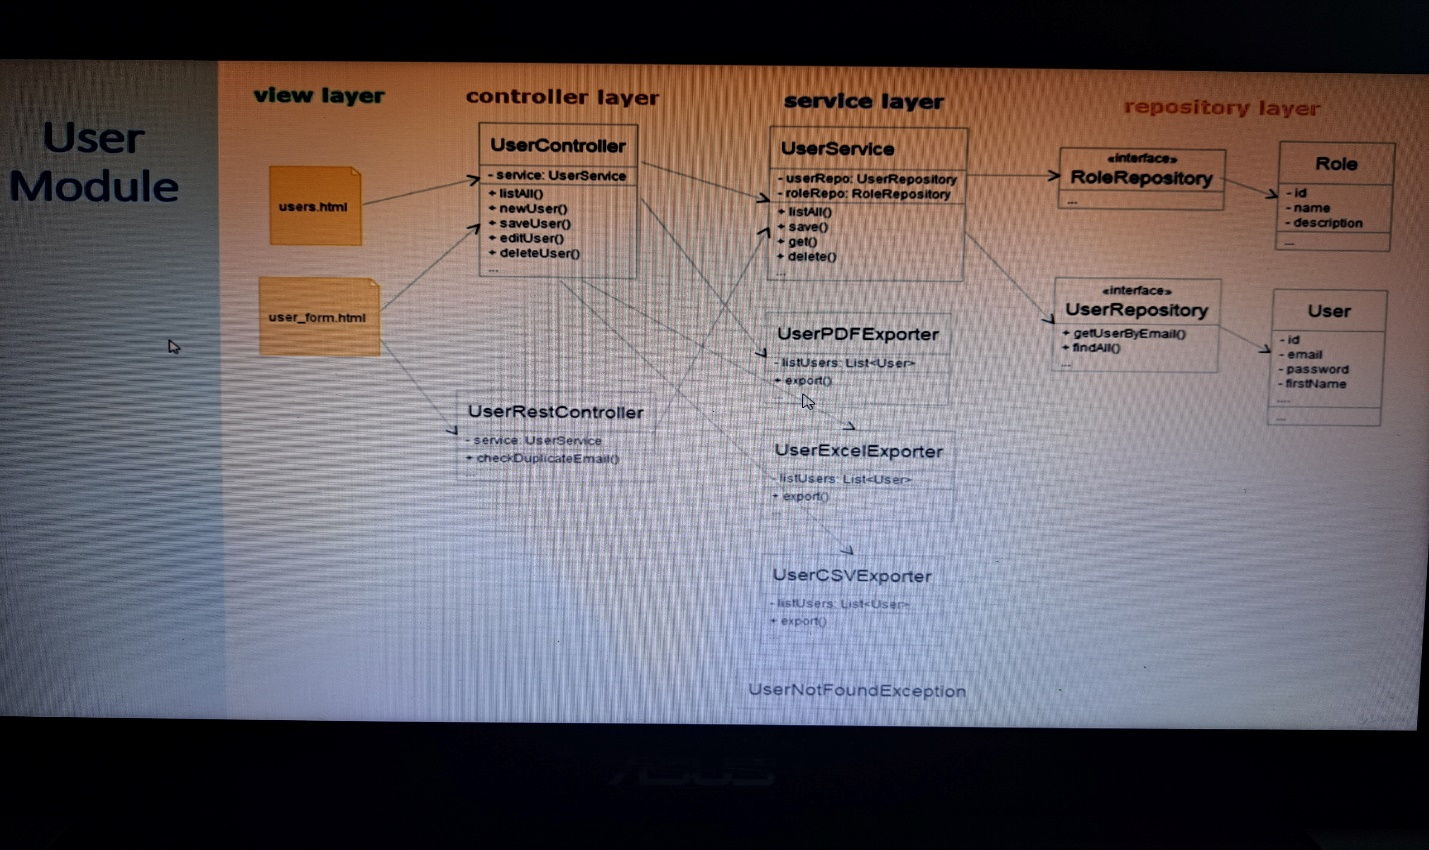 User
Module
view layer
controller layer
service layer
repository layer
users.html
user_form.html
UserController
- service: UserService
+ listAll()
+ newUser()
+ saveUser()
+ editUser()
+ deleteUser()
...
UserRestController
- service: UserService
+ checkDuplicateEmail()
...
UserService
- userRepo: UserRepository
- roleRepo: RoleRepository
+ listAll()
+ save()
+ get()
+ delete()
...
UserPDFExporter
- listUsers: List<User>
+ export()
...
UserExcelExporter
- listUsers: List<User>
+ export()
...
UserCSVExporter
- listUsers: List<User>
+ export()
...
UserNotFoundException
«interface»
RoleRepository
...
«interface»
UserRepository
+ getUserByEmail()
+ findAll()
...
Role
- id
- name
- description
...
User
- id
- email
- password
- firstName
....
...
ASUS